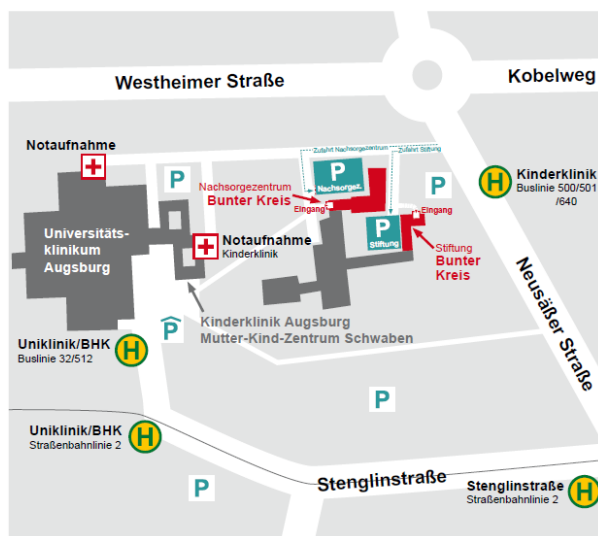 Westheimer Straße
Kobelweg
Notaufnahme
Zufahrt Nachsorgezentrum
Zufahrt Stiftung
P
P
Nachsorgez.
P
Kinderklinik
Buslinie 500/501
/640
H
Nachsorgezentrum
Bunter Kreis
Eingang
Eingang
P
Stiftung
Universitäts-
klinikum
Augsburg
Notaufnahme
Kinderklinik
Stiftung
Bunter
Kreis
Neusäßer Straße
Kinderklinik Augsburg
Mutter-Kind-Zentrum Schwaben
P
Uniklinik/BHK
Buslinie 32/512
H
P
Uniklinik/BHK
Straßenbahnlinie 2
H
P
Stenglinstraße
Stenglinstraße
Straßenbahnlinie 2
H